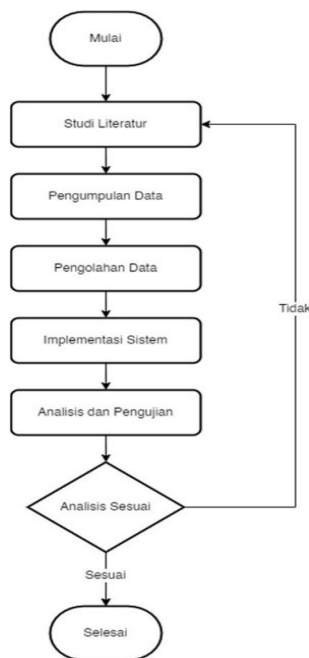 Mulai
Studi Literatur
Pengumpulan Data
Pengolahan Data
Implementasi Sistem
Tidak
Analisis dan Pengujian
Analisis Sesuai
Sesuai
Selesai